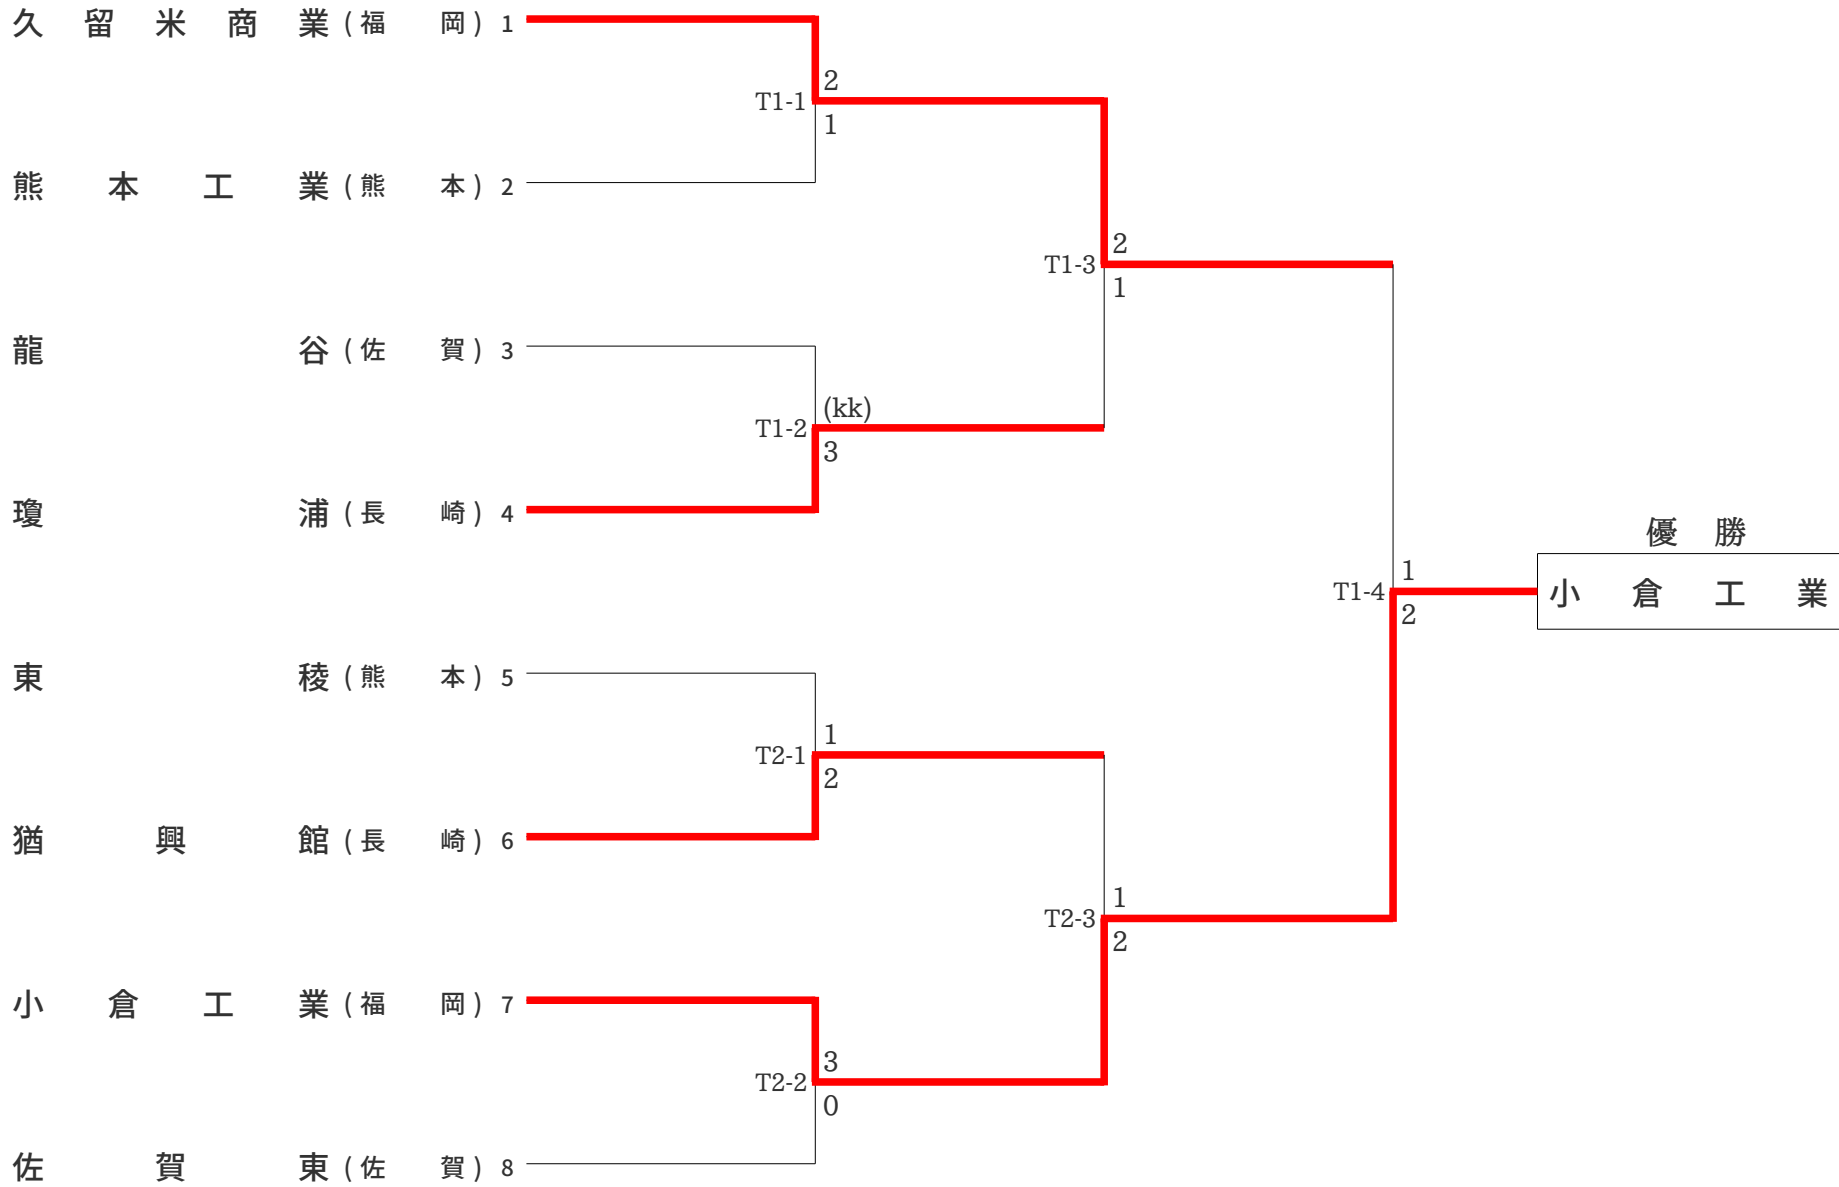 久留米商業(福岡) 1
2
T1-1
1
熊本工業(熊本) 2
2
T1-3
1
龍谷(佐賀) 3
(kk)
T1-2
3
瓊浦(長崎) 4
優勝
1
T1-4
小倉工業
2
東稜(熊本) 5
1
T2-1
2
猶興館(長崎) 6
1
T2-3
2
小倉工業(福岡) 7
3
T2-2
0
佐賀東(佐賀) 8